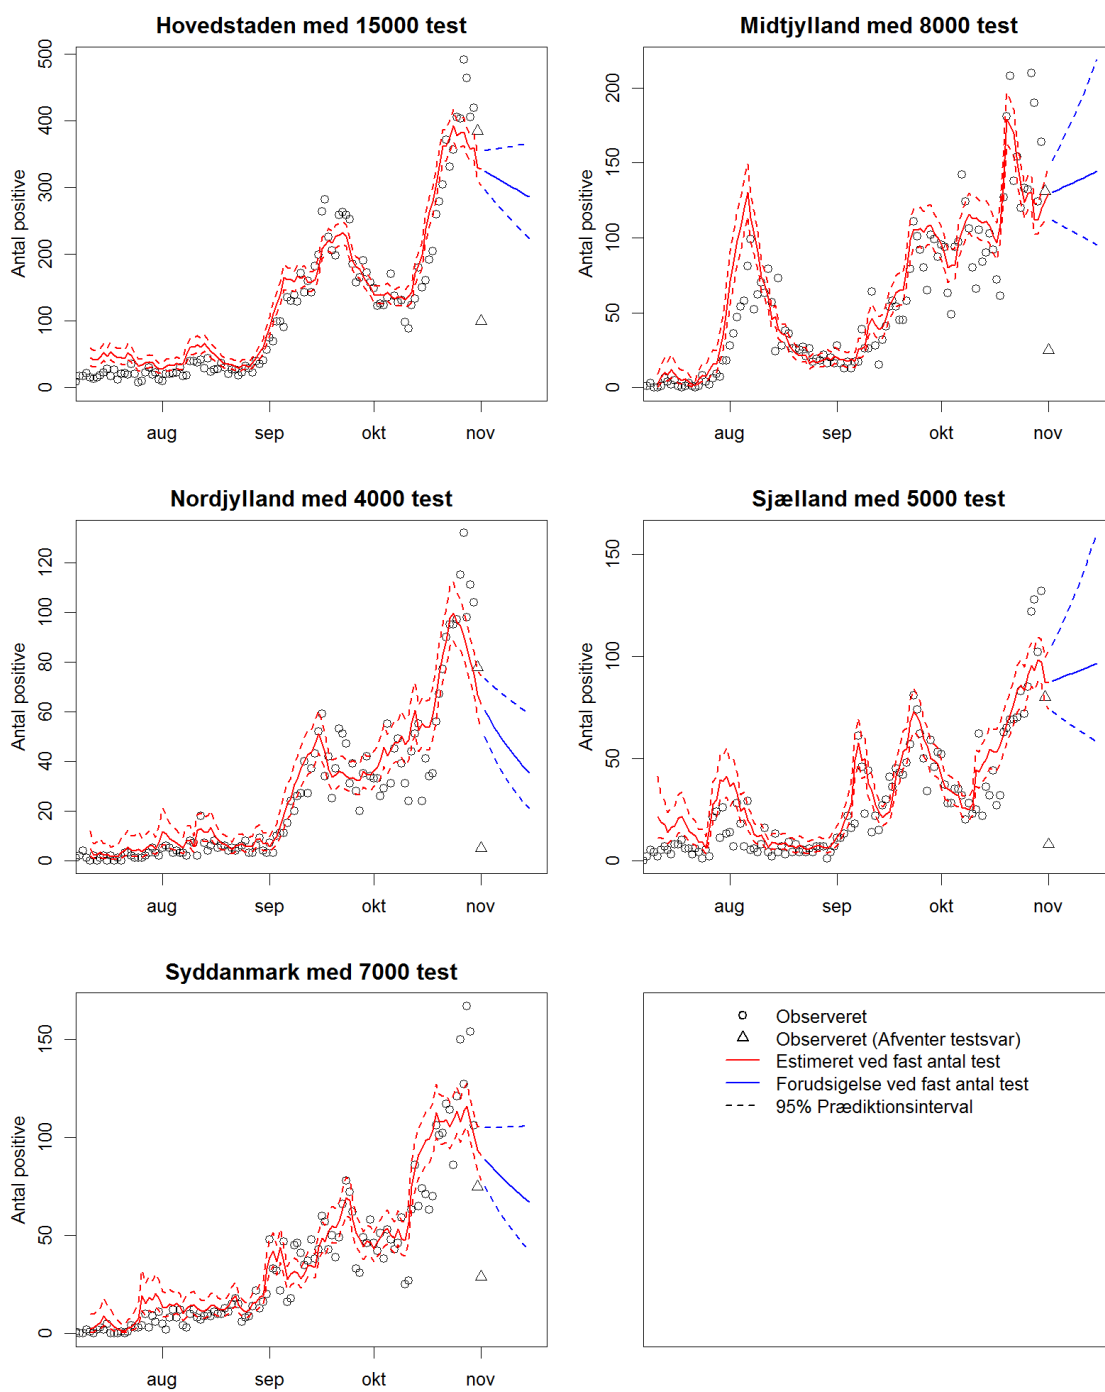 Hovedstaden med 15000 test
Antal positive
0
100
200
300
400
500
aug
sep
okt
nov
Midtjylland med 8000 test
Antal positive
0
50
100
150
200
aug
sep
okt
nov
Nordjylland med 4000 test
Antal positive
0
20
40
60
80
100
120
aug
sep
okt
nov
Sjælland med 5000 test
Antal positive
0
50
100
150
aug
sep
okt
nov
Syddanmark med 7000 test
Antal positive
0
50
100
150
aug
sep
okt
nov
Observeret
Observeret (Afventer testsvar)
Estimeret ved fast antal test
Forudsigelse ved fast antal test
95% Prædiktionsinterval